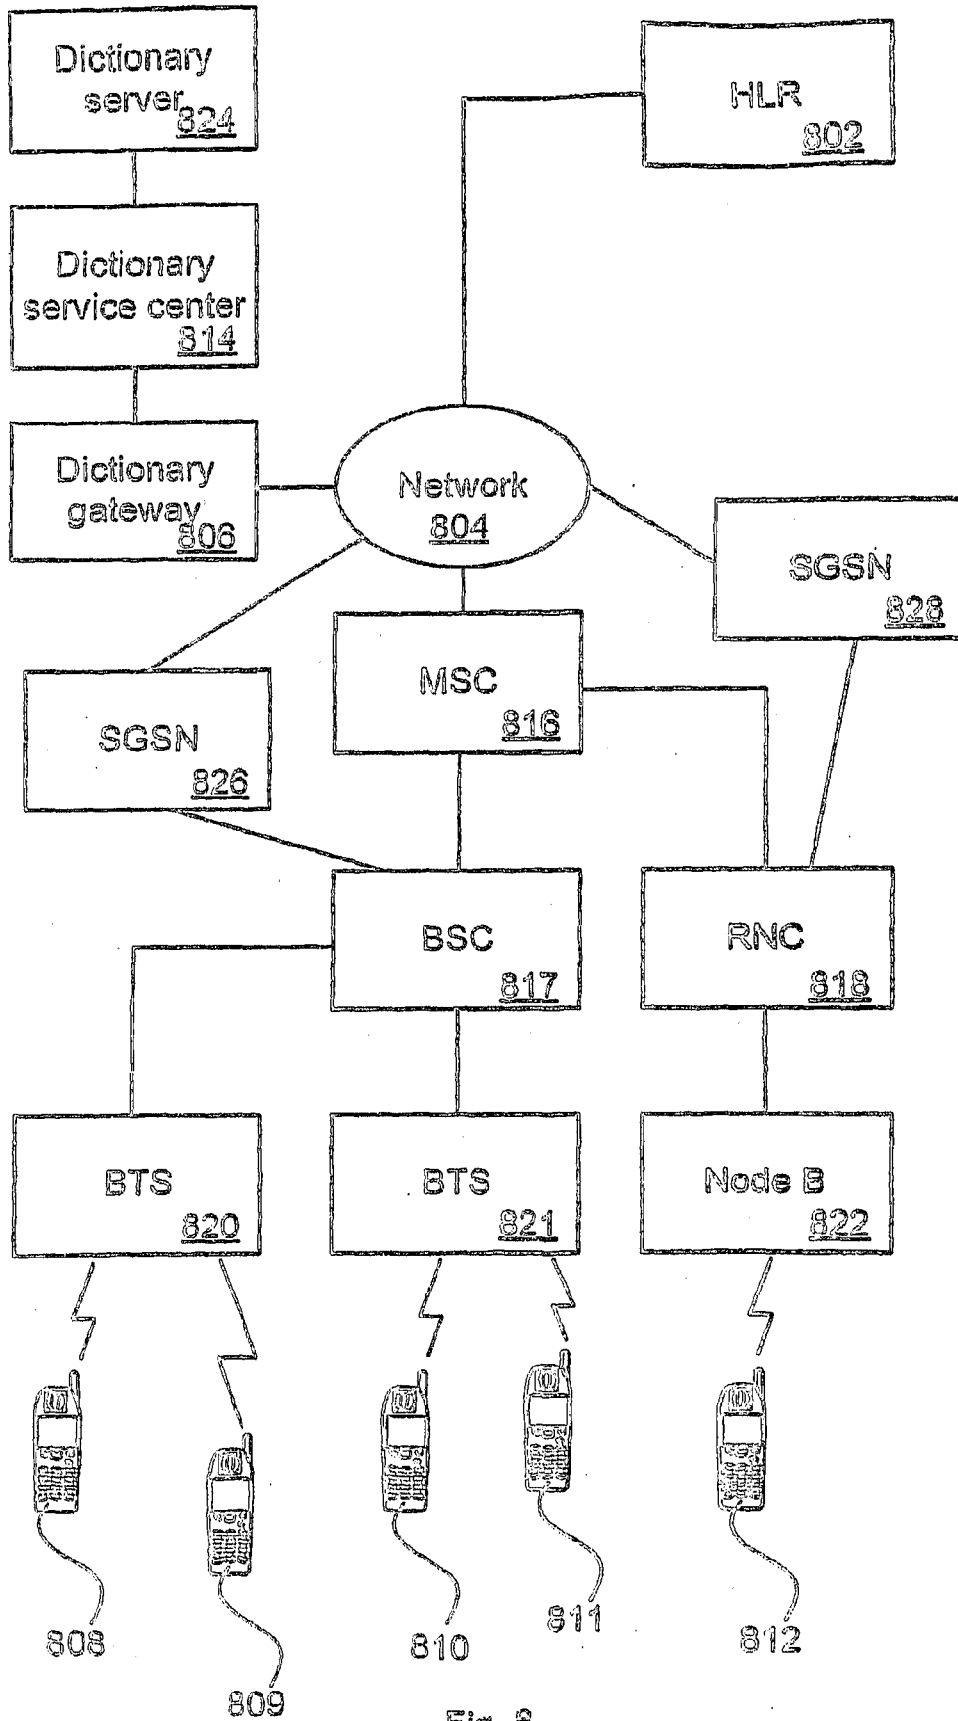 Dictionary
server
824
HLR
802
Dictionary
service center
814
Dictionary
gateway
806
Network
804
SGSN
828
MSC
816
SGSN
826
BSC
817
RNC
818
BTS
820
BTS
821
Node B
822
808
809
810
811
812